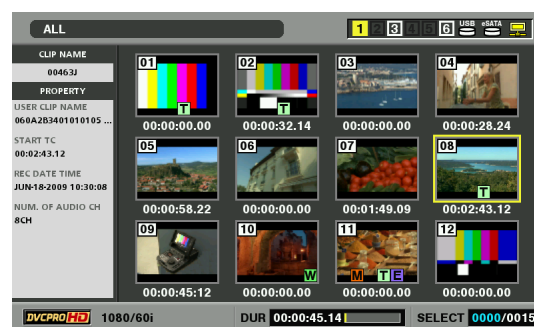 ALL
1 2 3 4 5 6 USB eSATA
CLIP NAME
00463J
PROPERTY
USER CLIP NAME
060A2B3401010105 ...
START TC
00:02:43.12
REC DATE TIME
JUN-18-2009 10:30:08
NUM. OF AUDIO CH
8CH
01 02 03 04
T T
00:00:00.00 00:00:32.14 00:00:00.00 00:00:28.24
05 06 07 08
T
00:00:58.22 00:00:00.00 00:01:49.09 00:02:43.12
09 10 11 12
W M T E
00:00:45:12 00:00:00.00 00:00:00.00 00:00:00.00
DVCPRO HD 1080/60i DUR 00:00:45.14 SELECT 0000/0015